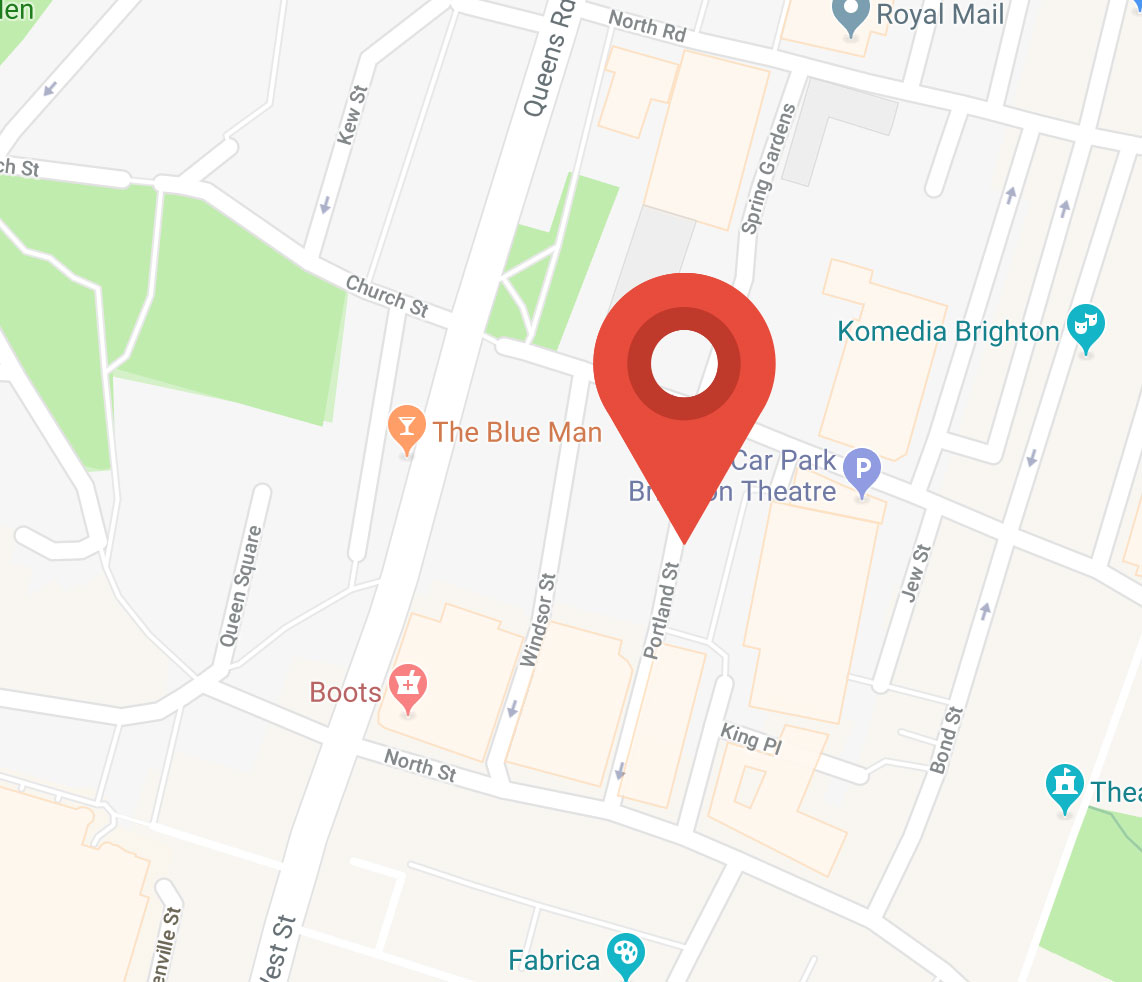 len
Royal Mail
North Rd
Queens Rd
Kew St
Spring Gardens
ch St
Church St
Komedia Brighton
The Blue Man
Car Park
Br on Theatre
P
Queen Square
Windsor St
Portland St
Jew St
Boots
King Pl
Bond St
North St
Thea
enville St
West St
Fabrica